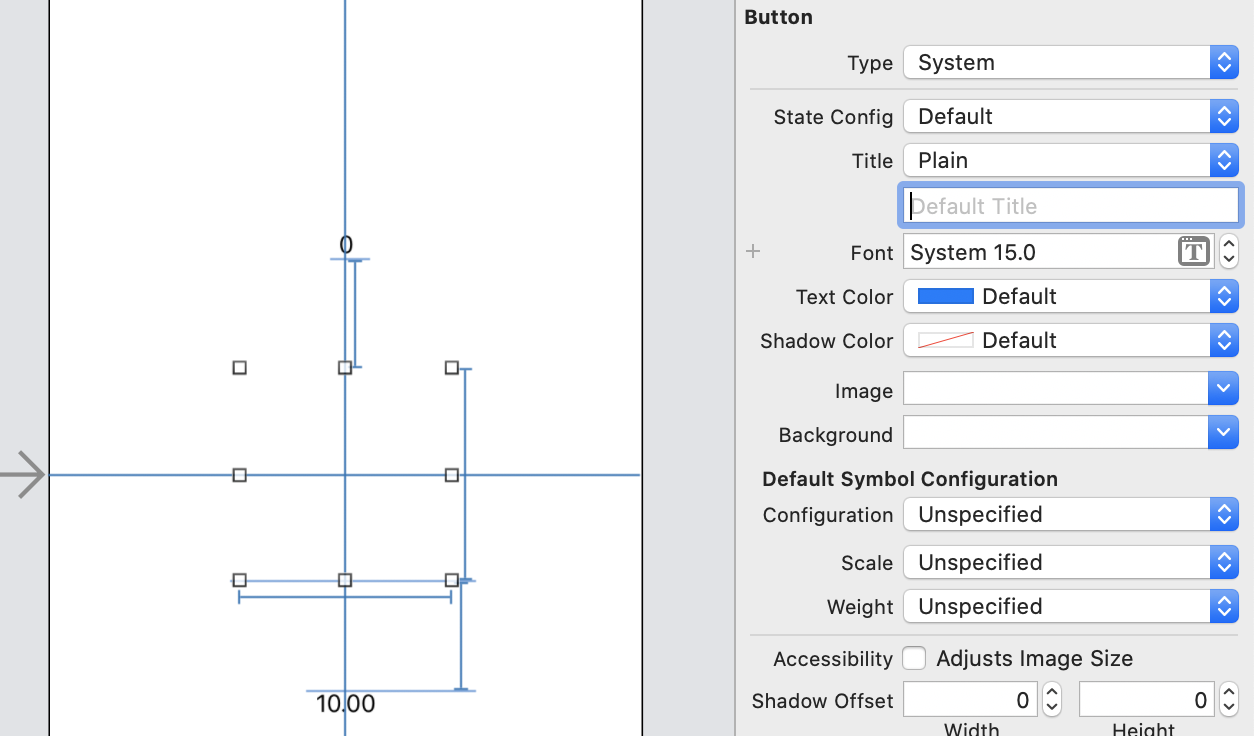 Button
Type System
State Config Default
Title Plain
Default Title
0
+ Font System 15.0 T
Text Color Default
Shadow Color Default
Image
Background
Default Symbol Configuration
Configuration Unspecified
Scale Unspecified
Weight Unspecified
Accessibility Adjusts Image Size
10.00
Shadow Offset 0 0
Width Height